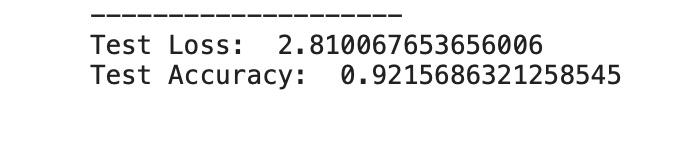 --------------------
Test Loss:  2.810067653656006
Test Accuracy:  0.9215686321258545